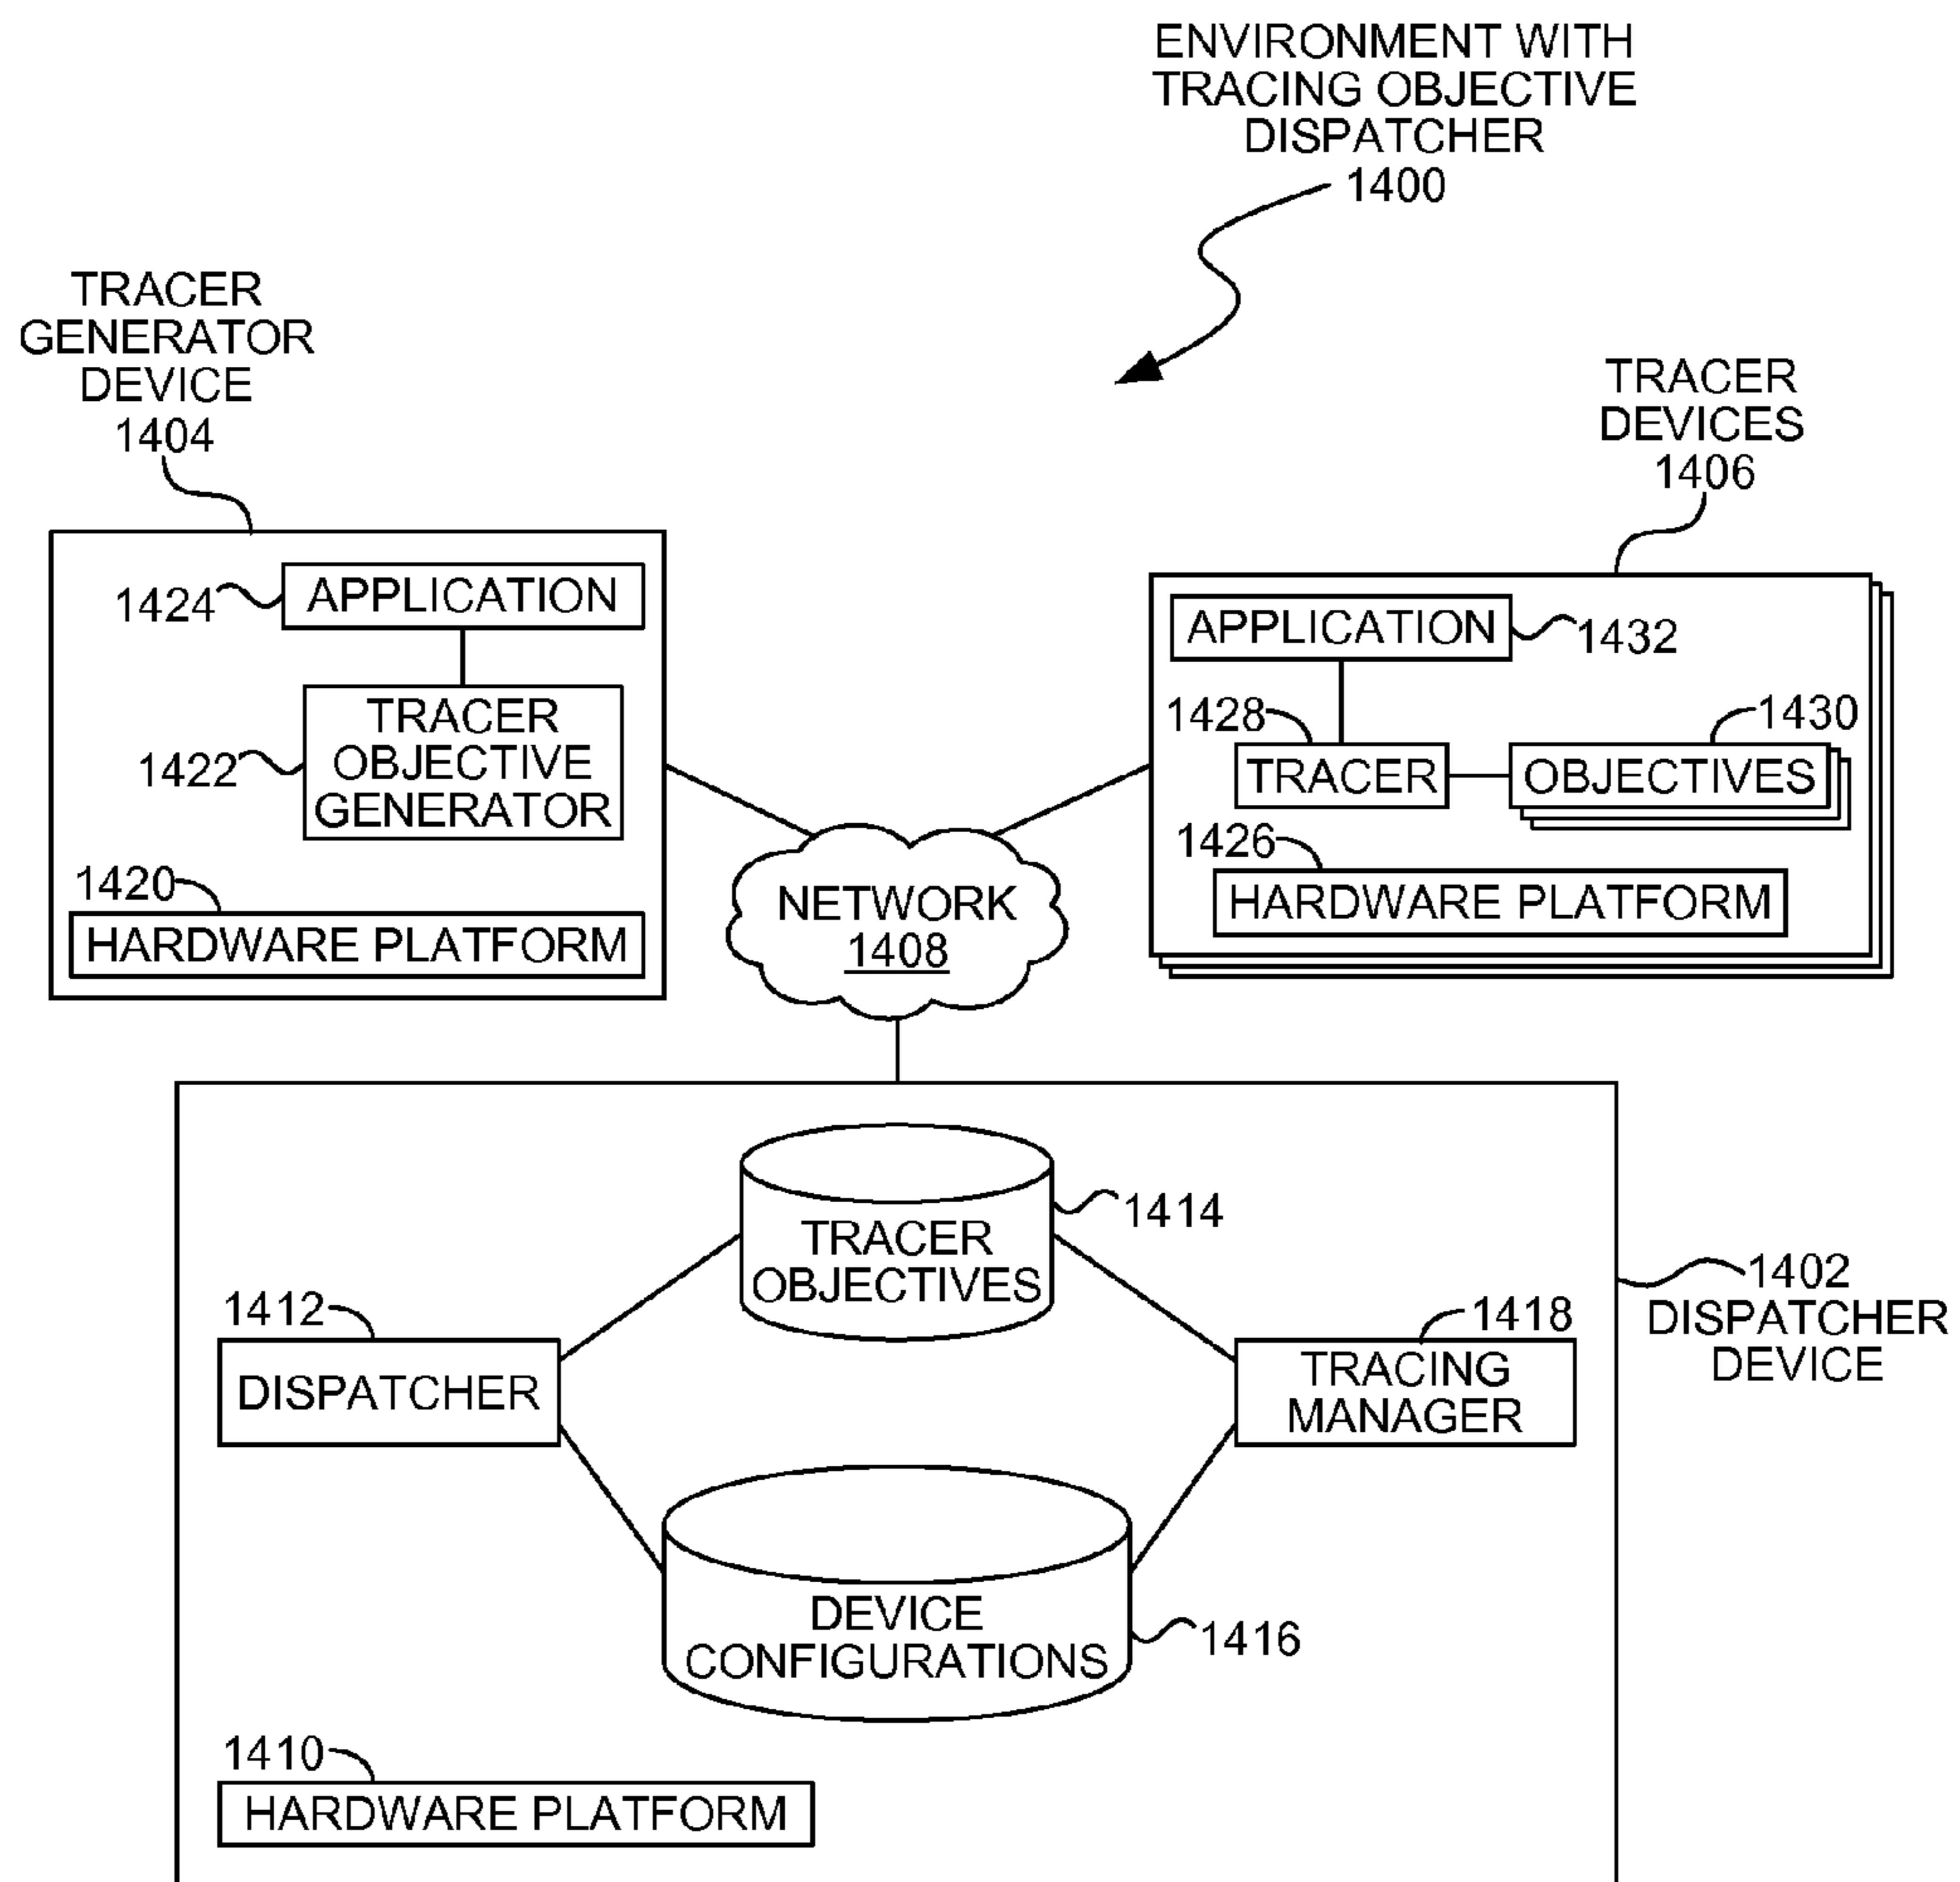 ENVIRONMENT WITH
TRACING OBJECTIVE
DISPATCHER
1400
TRACER
GENERATOR
DEVICE
1404
TRACER
DEVICES
1406
1424
APPLICATION
1422
TRACER
OBJECTIVE
GENERATOR
1420
HARDWARE PLATFORM
APPLICATION
1432
1428
1430
TRACER
OBJECTIVES
1426
HARDWARE PLATFORM
NETWORK
1408
1414
TRACER
OBJECTIVES
1402
DISPATCHER
DEVICE
1412
DISPATCHER
1418
TRACING
MANAGER
DEVICE
CONFIGURATIONS
1416
1410
HARDWARE PLATFORM